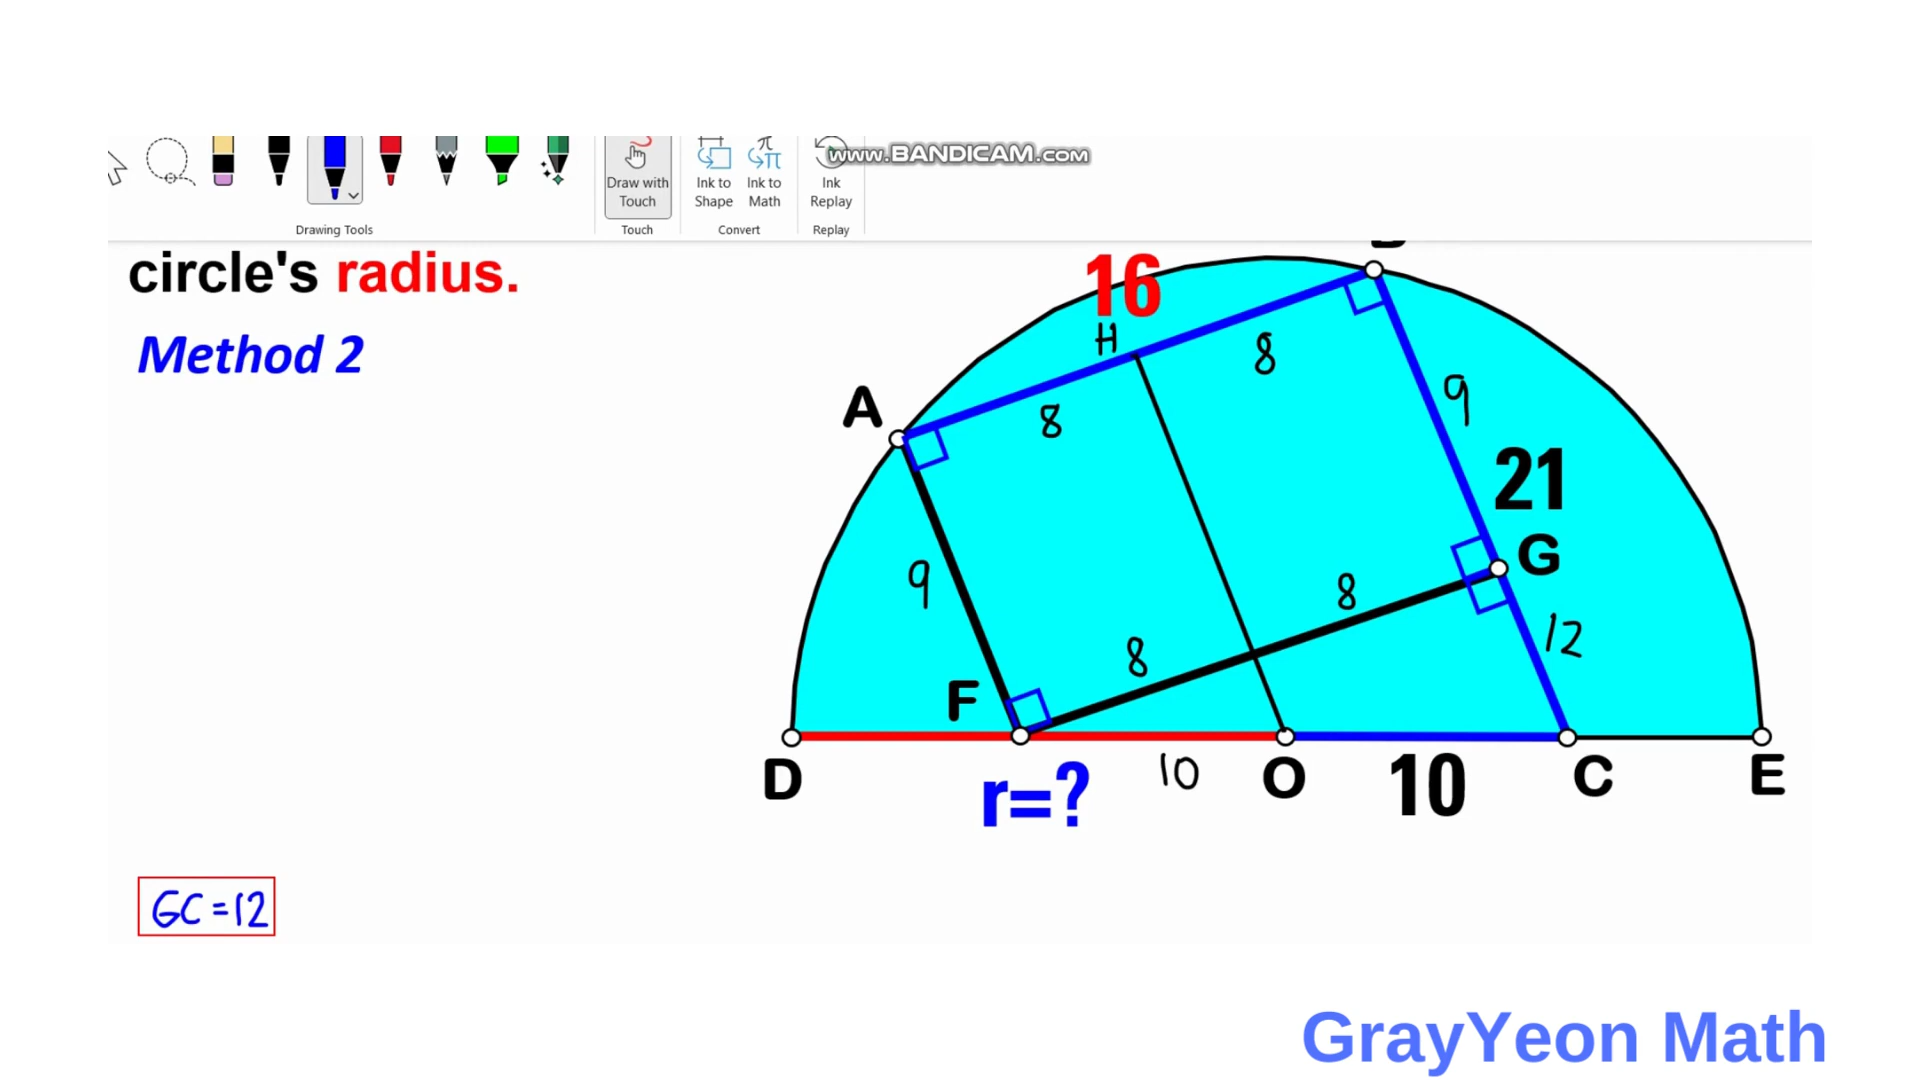 www.BANDICAM.com
Draw with Touch
Ink to Shape
Ink to Math
Ink Replay
Drawing Tools
Touch
Convert
Replay
circle's radius.
Method 2
16
H
8
A
8
9
21
G
9
8
12
8
F
D
r=?
10
O
10
C
E
GC=12
GrayYeon Math